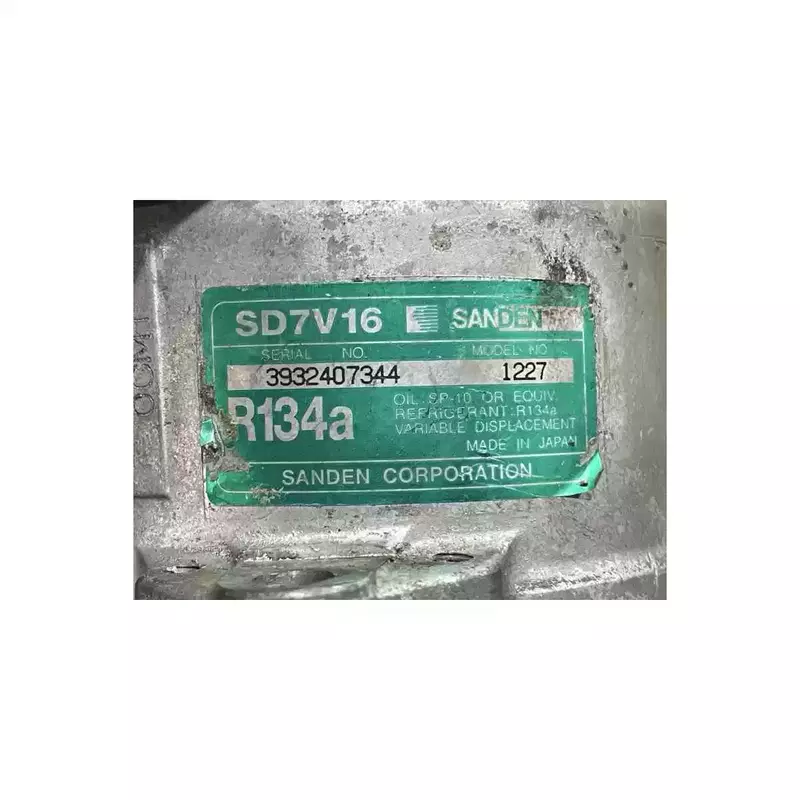 SD7V16 SANDEN
SERIAL NO. MODEL NO
3932407344 1227
R134a
OIL: SP-10 OR EQUIV.
REFRIGERANT: R134a
VARIABLE DISPLACEMENT
MADE IN JAPAN
SANDEN CORPORATION